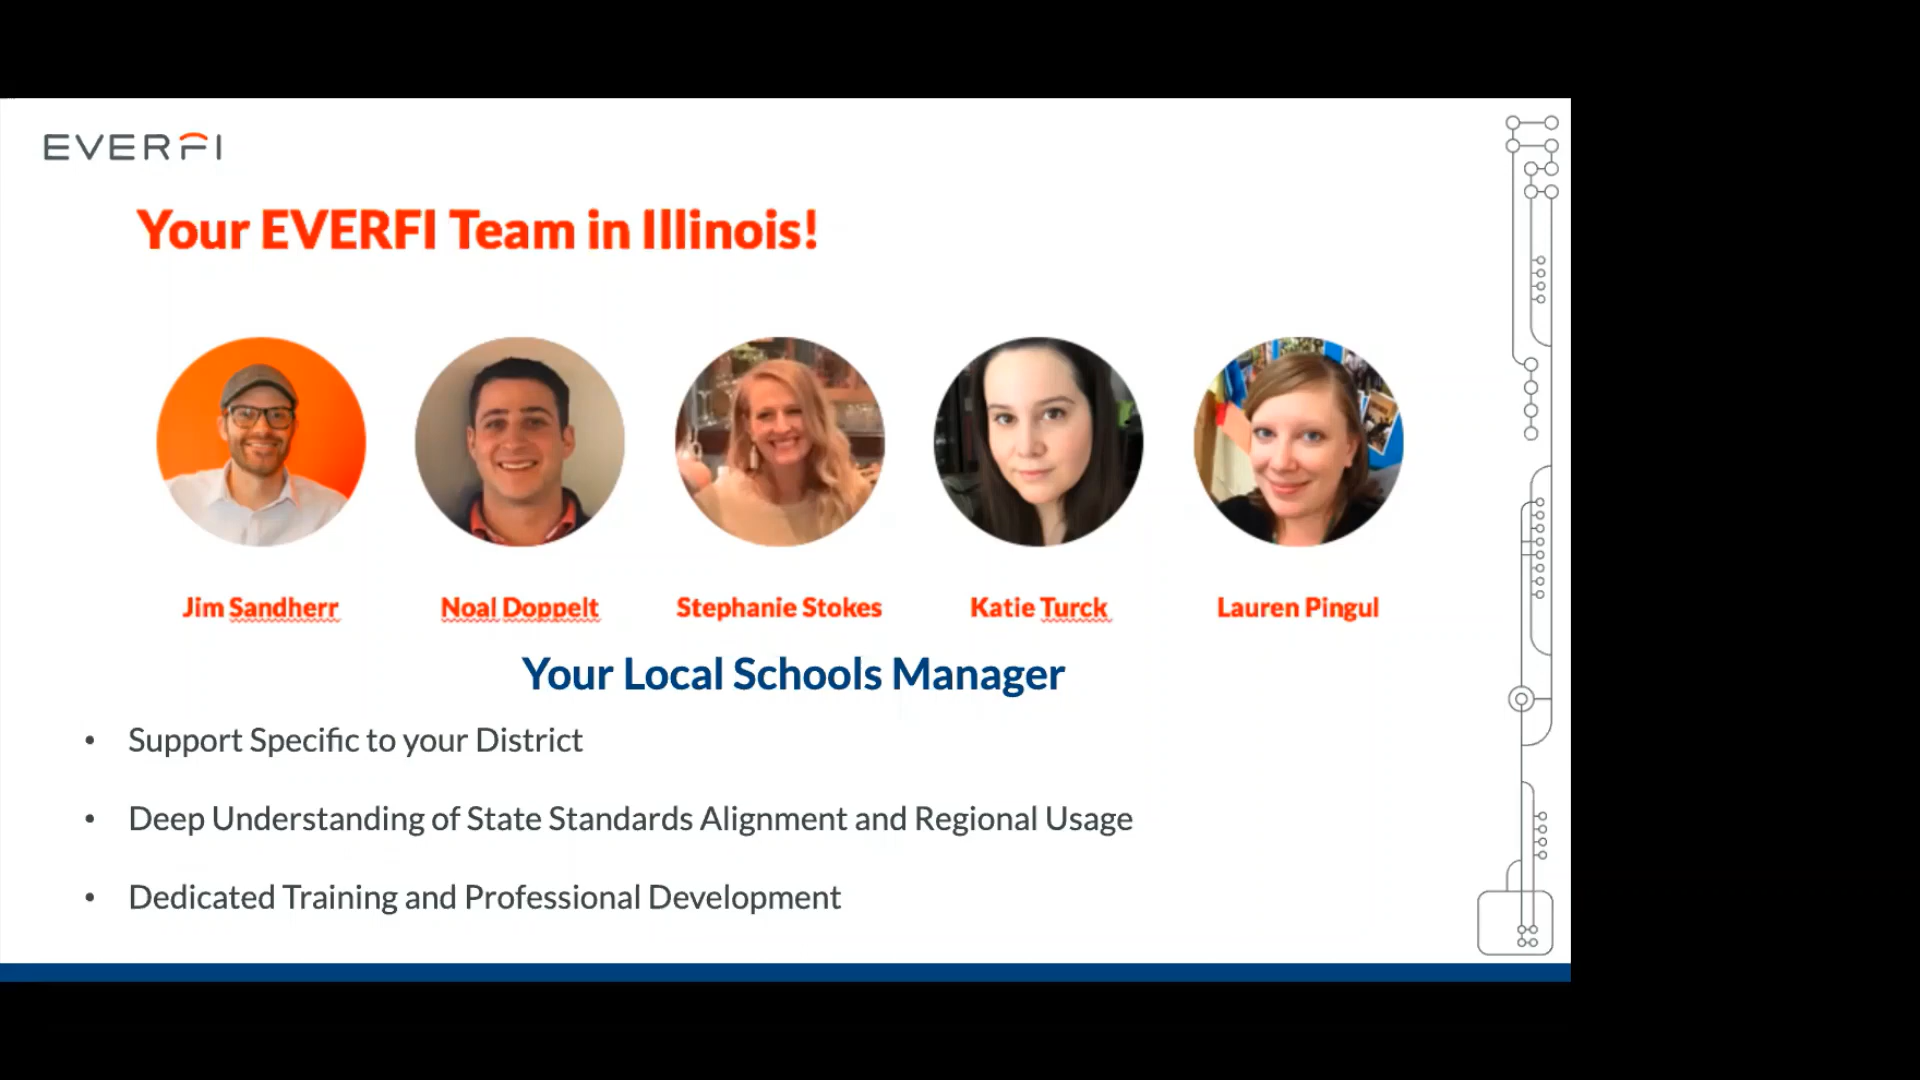 EVERFI
Your EVERFI Team in Illinois!
Jim Sandherr
Noal Doppelt
Stephanie Stokes
Katie Turck
Lauren Pingul
Your Local Schools Manager
• Support Specific to your District
• Deep Understanding of State Standards Alignment and Regional Usage
• Dedicated Training and Professional Development